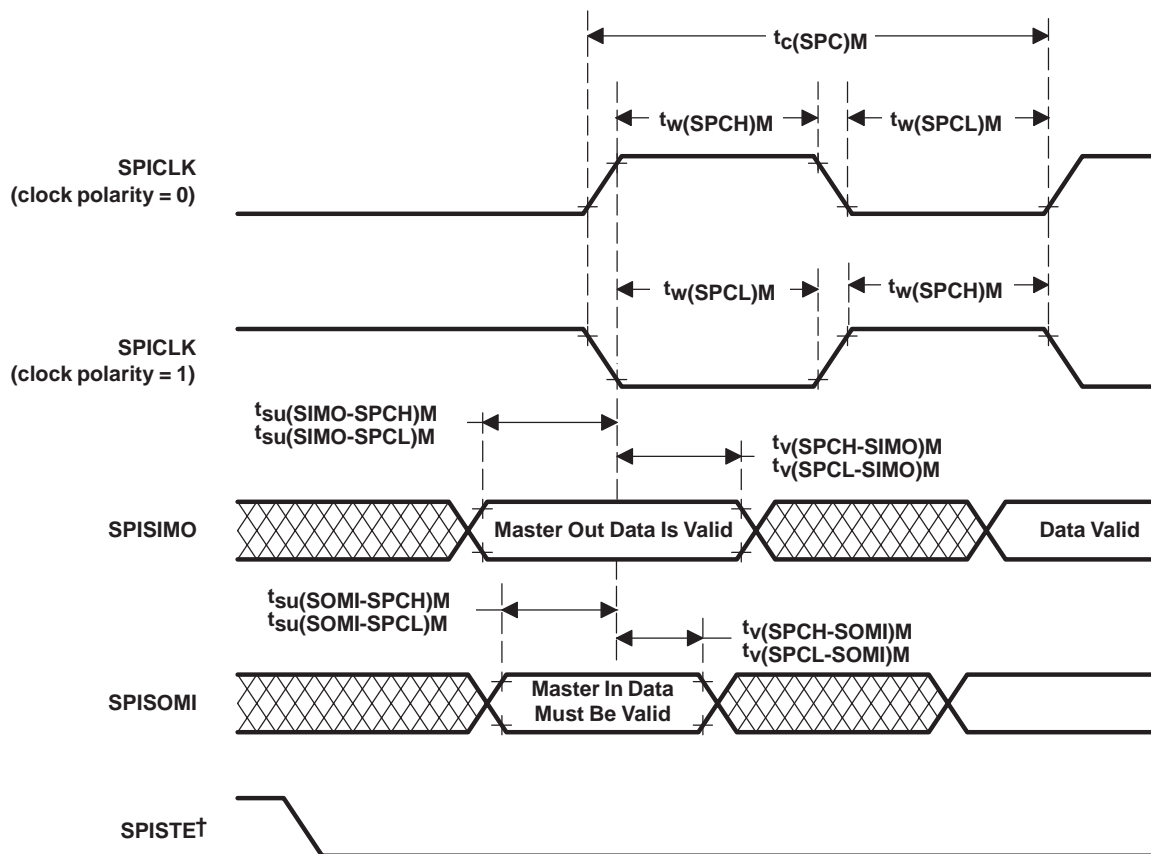 tc(SPC)M
tw(SPCH)M
tw(SPCL)M
SPICLK
(clock polarity = 0)
tw(SPCL)M
tw(SPCH)M
SPICLK
(clock polarity = 1)
tsu(SIMO-SPCH)M
tsu(SIMO-SPCL)M
tv(SPCH-SIMO)M
tv(SPCL-SIMO)M
SPISIMO
Master Out Data Is Valid
Data Valid
tsu(SOMI-SPCH)M
tsu(SOMI-SPCL)M
tv(SPCH-SOMI)M
tv(SPCL-SOMI)M
SPISOMI
Master In Data
Must Be Valid
SPISTE†